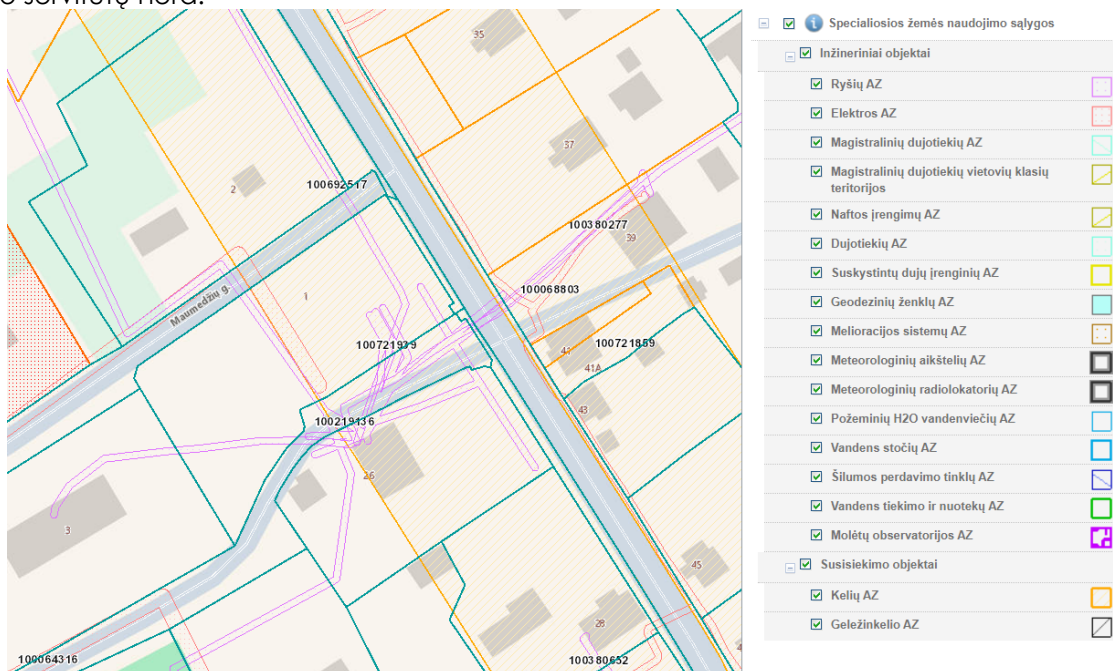 35
37
2
100692517
100380277
39
100068803
1
Maumedžių g.
100721939
41
100721859
41A
43
100219136
26
3
45
28
100064316
100380652
Specialiosios žemės naudojimo sąlygos
Inžineriniai objektai
Ryšių AZ
Elektros AZ
Magistralinių dujotiekių AZ
Magistralinių dujotiekių vietovių klasių
teritorijos
Naftos įrengimų AZ
Dujotiekių AZ
Suskystintų dujų įrenginių AZ
Geodezinių ženklų AZ
Melioracijos sistemų AZ
Meteorologinių aikštelių AZ
Meteorologinių radiolokatorių AZ
Požeminių H2O vandenviečių AZ
Vandens stočių AZ
Šilumos perdavimo tinklų AZ
Vandens tiekimo ir nuotekų AZ
Molėtų observatorijos AZ
Susisiekimo objektai
Kelių AZ
Geležinkelio AZ